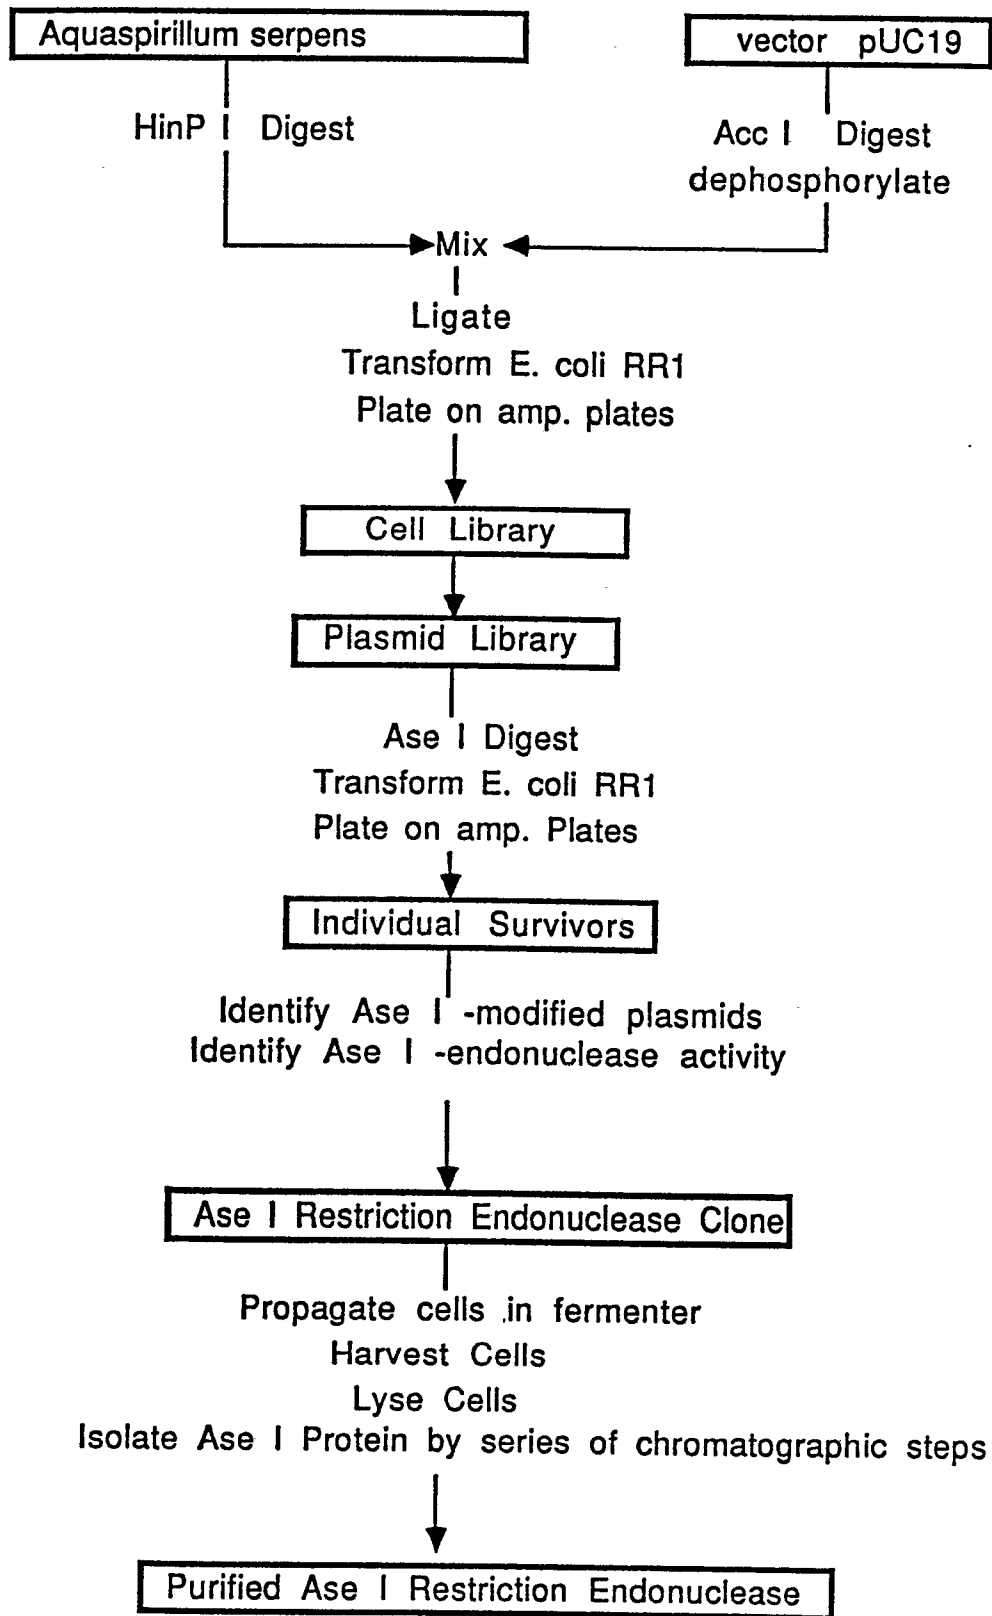 Aquaspirillum serpens
vector pUC19
HinP I Digest
Acc I Digest
dephosphorylate
Mix
Ligate
Transform E. coli RR1
Plate on amp. plates
Cell Library
Plasmid Library
Ase I Digest
Transform E. coli RR1
Plate on amp. Plates
Individual Survivors
Identify Ase I -modified plasmids
Identify Ase I -endonuclease activity
Ase I Restriction Endonuclease Clone
Propagate cells in fermenter
Harvest Cells
Lyse Cells
Isolate Ase I Protein by series of chromatographic steps
Purified Ase I Restriction Endonuclease